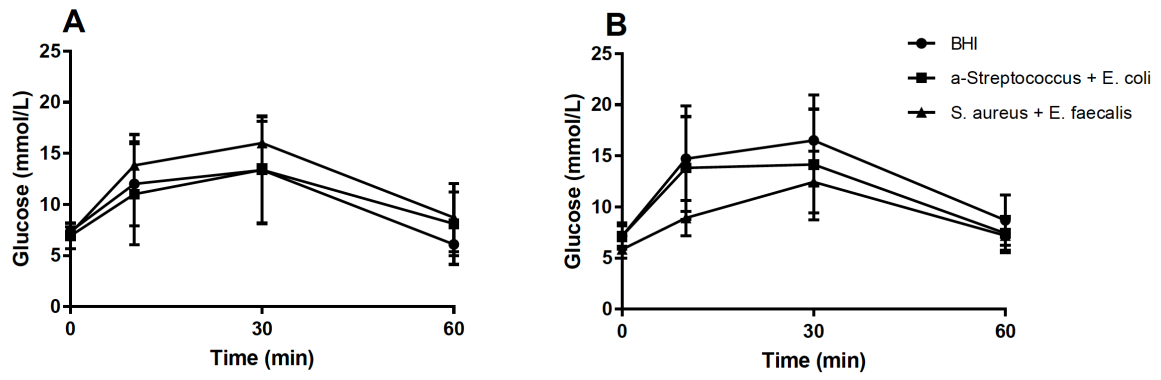 A
Glucose (mmol/L)
25
20
15
10
5
0
0
30
60
Time (min)
B
Glucose (mmol/L)
25
20
15
10
5
0
0
30
60
Time (min)
BHI
a-Streptococcus + E. coli
S. aureus + E. faecalis